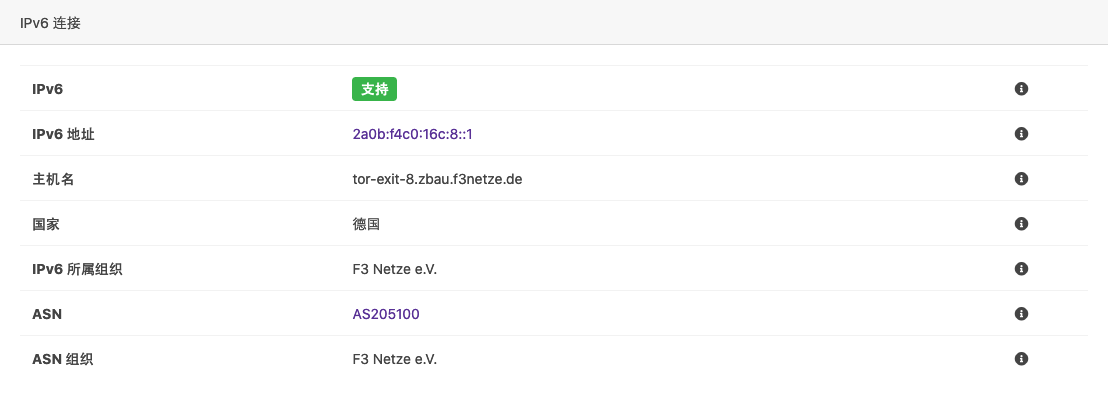 IPv6 连接
IPv6 支持
IPv6 地址 2a0b:f4c0:16c:8::1
主机名 tor-exit-8.zbau.f3netze.de
国家 德国
IPv6 所属组织 F3 Netze e.V.
ASN AS205100
ASN 组织 F3 Netze e.V.